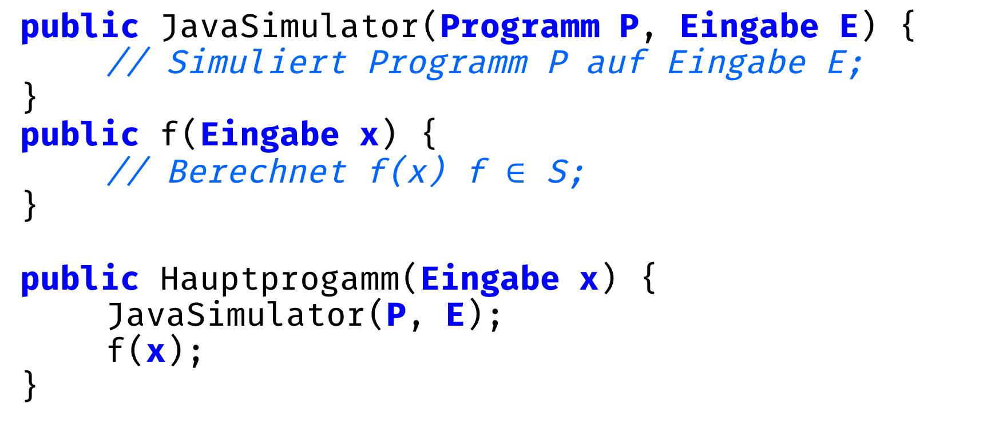 public JavaSimulator(Programm P, Eingabe E) {
// Simuliert Programm P auf Eingabe E;
}
public f(Eingabe x) {
// Berechnet f(x) f ∈ S;
}
public Hauptprogamm(Eingabe x) {
JavaSimulator(P, E);
f(x);
}